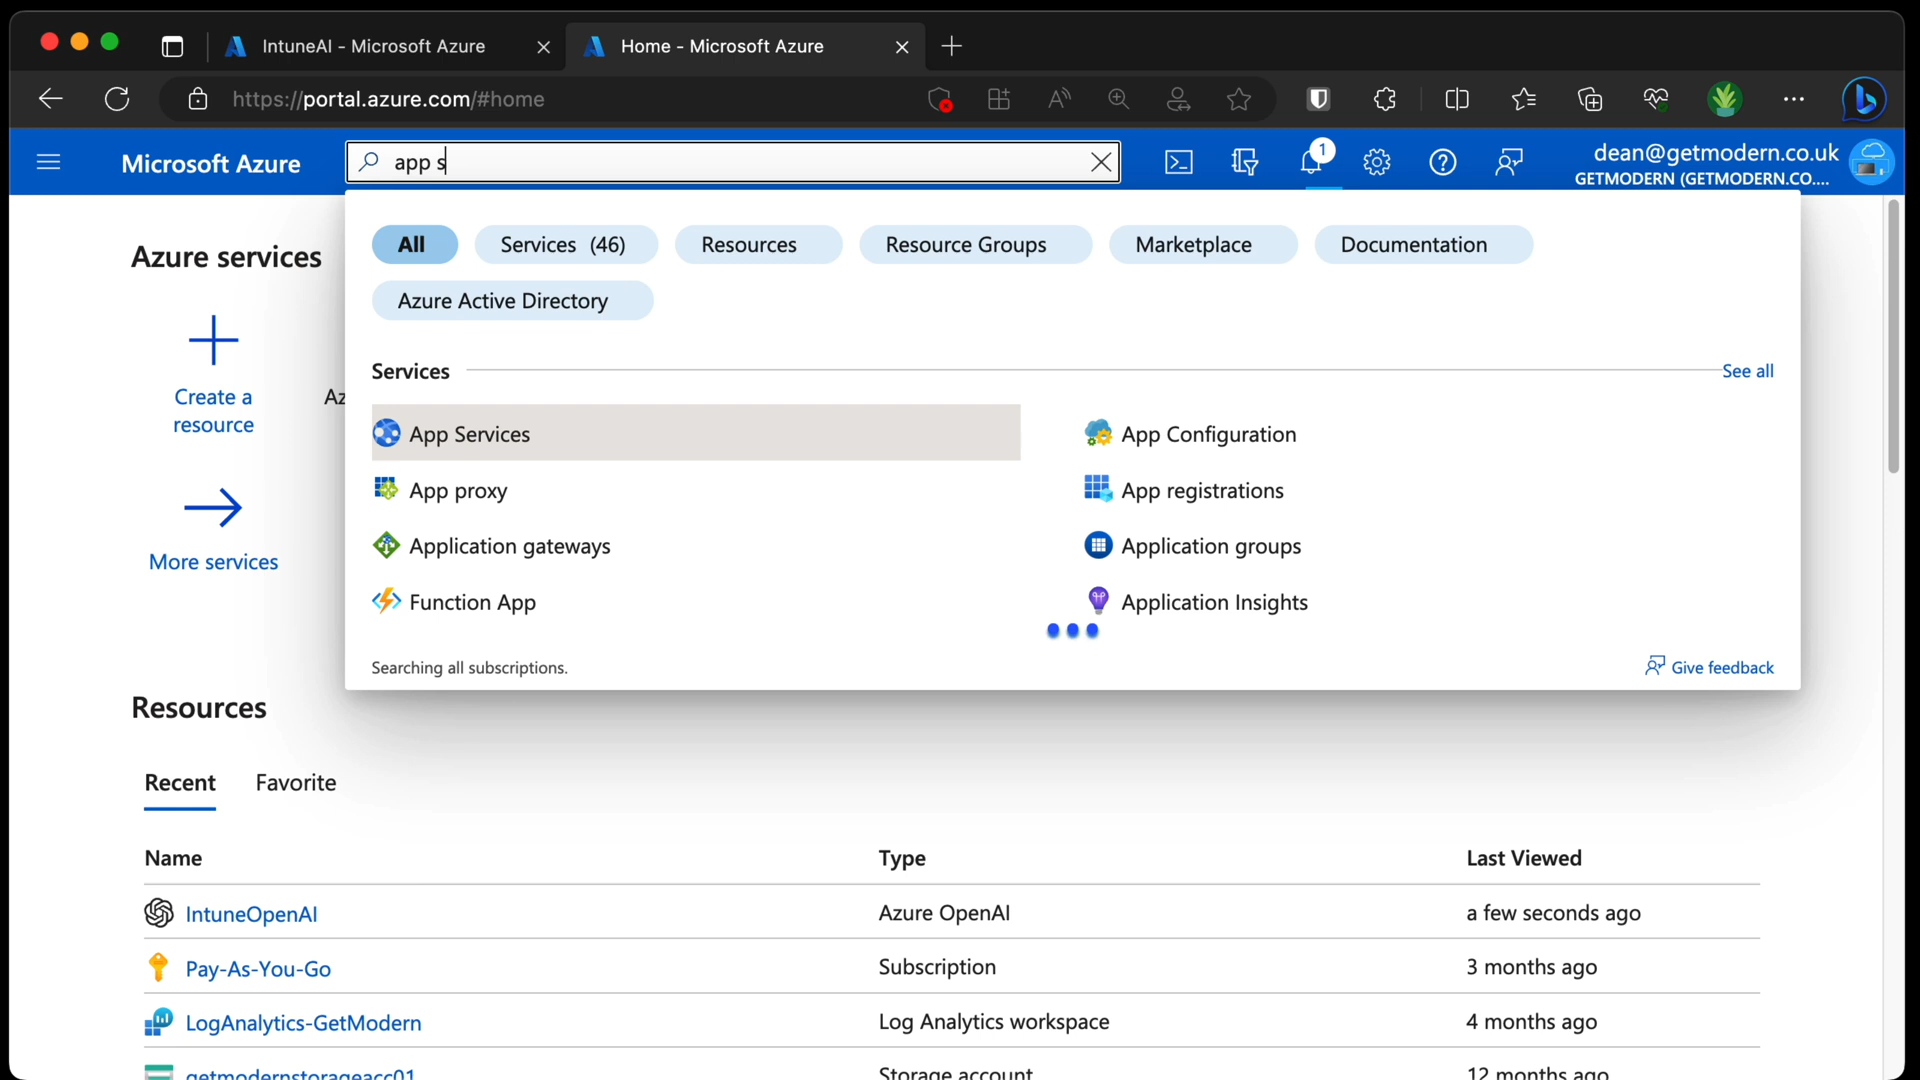 IntuneAI - Microsoft Azure
Home - Microsoft Azure
https://portal.azure.com/#home
Microsoft Azure
app s
1
dean@getmodern.co.uk
GETMODERN (GETMODERN.CO....
All
Services (46)
Resources
Resource Groups
Marketplace
Documentation
Azure Active Directory
Azure services
Services
See all
Create a
resource
Az
App Services
App Configuration
App proxy
App registrations
Application gateways
Application groups
More services
Function App
Application Insights
Searching all subscriptions.
Give feedback
Resources
Recent
Favorite
Name Type Last Viewed
IntuneOpenAI Azure OpenAI a few seconds ago
Pay-As-You-Go Subscription 3 months ago
LogAnalytics-GetModern Log Analytics workspace 4 months ago
getmodernstorageacc01 Storage account 12 months ago